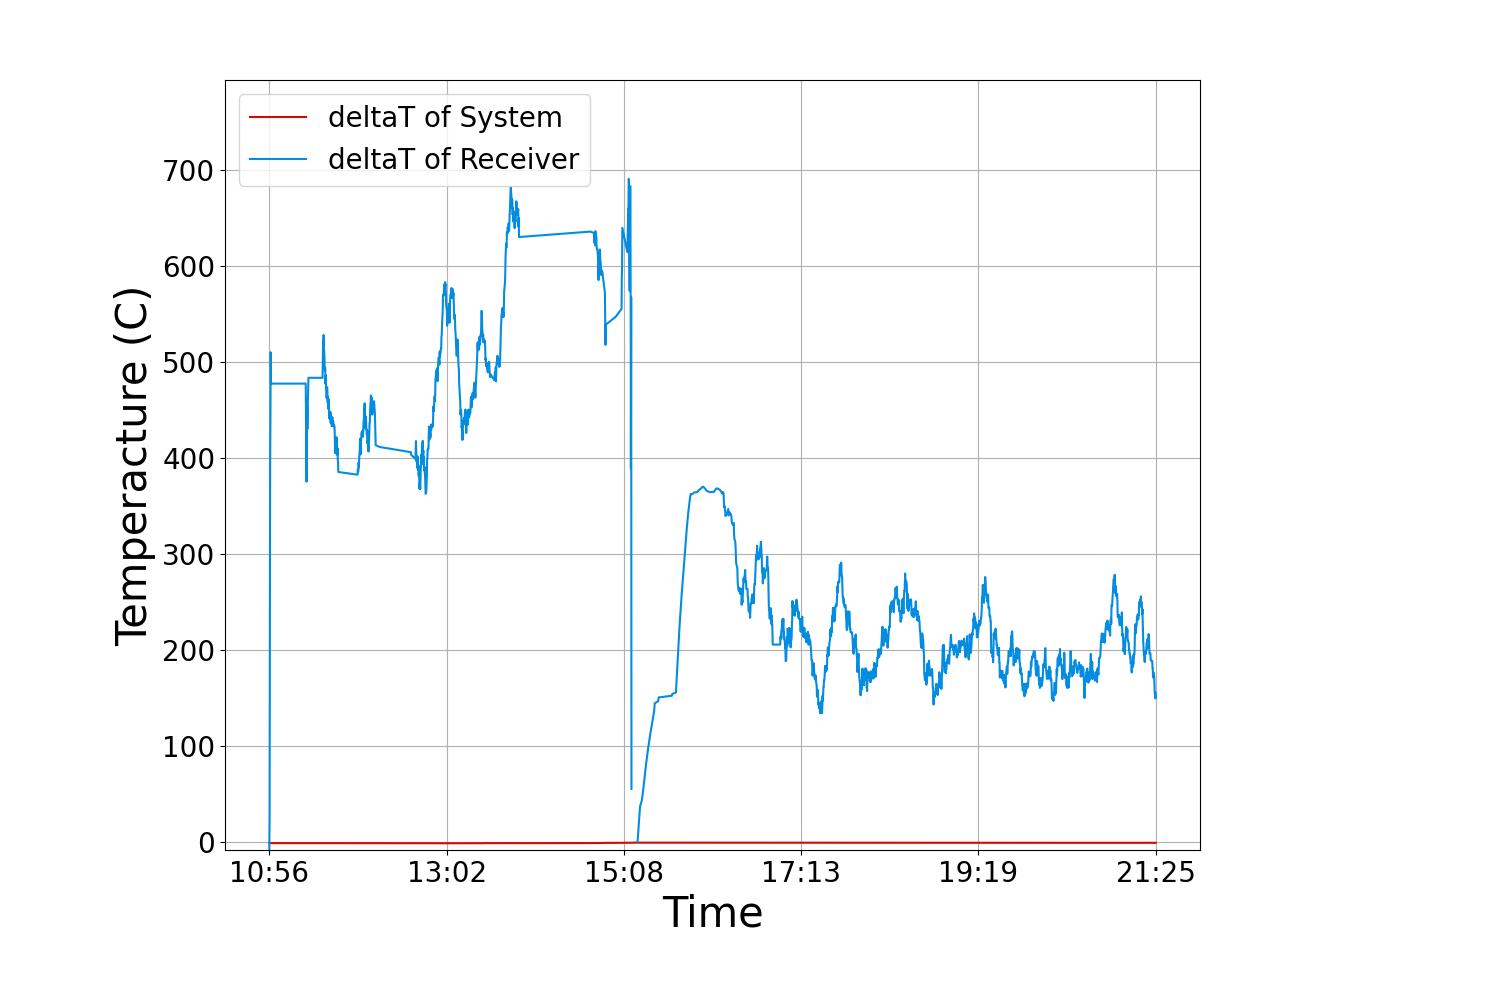 deltaT of System
deltaT of Receiver
700
600
500
400
300
200
100
0
Temperacture (C)
10:56 13:02 15:08 17:13 19:19 21:25
Time